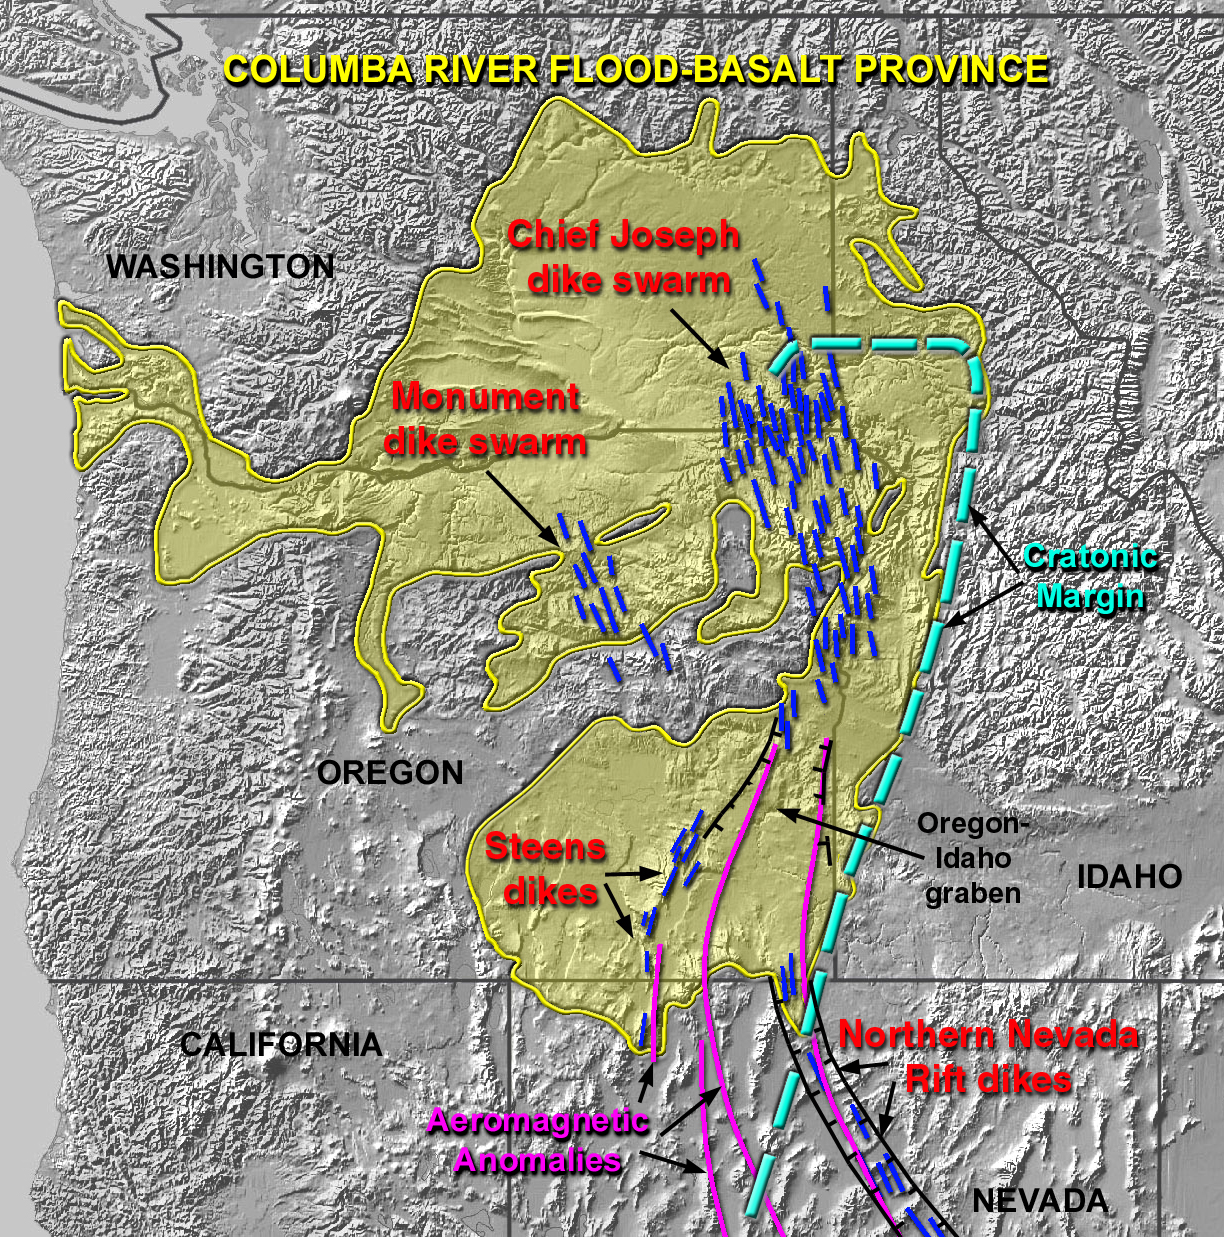 COLUMBA RIVER FLOOD-BASALT PROVINCE
Chief Joseph
dike swarm
WASHINGTON
Monument
dike swarm
Cratonic
Margin
OREGON
Oregon-
Idaho
graben
IDAHO
Steens
dikes
CALIFORNIA
Northern Nevada
Rift dikes
Aeromagnetic
Anomalies
NEVADA